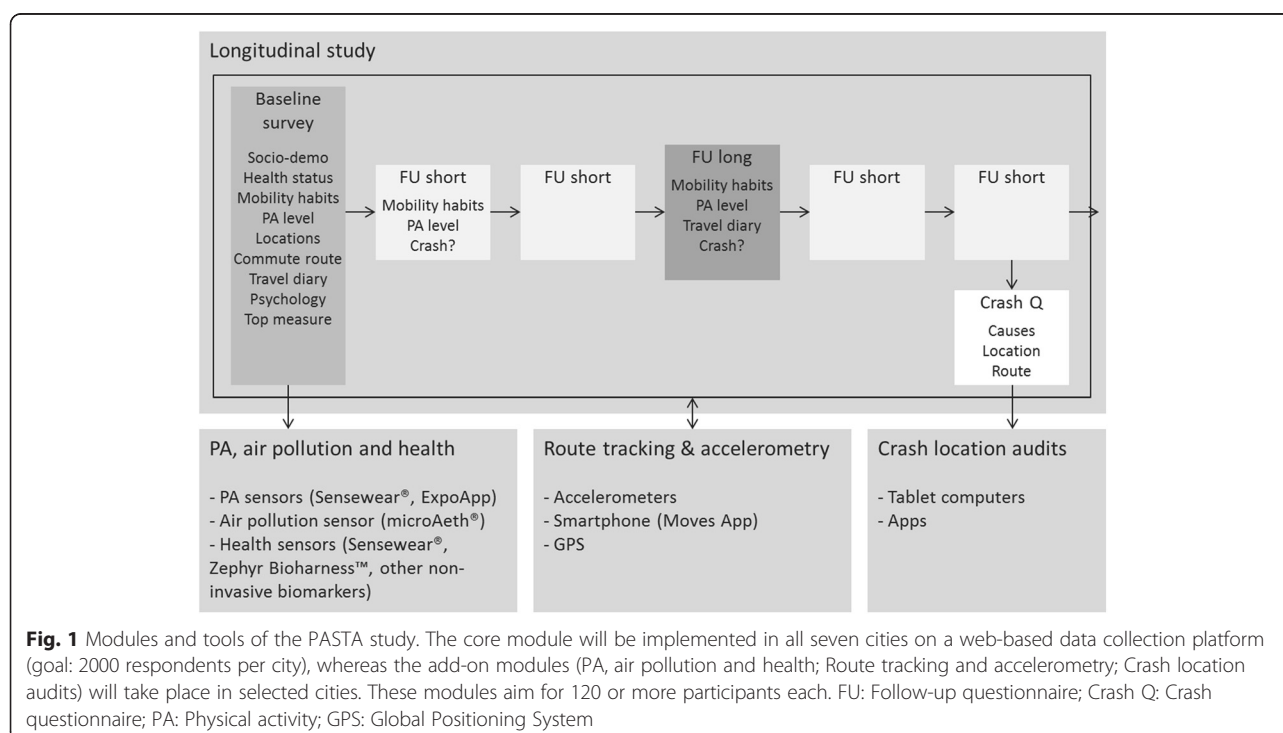 Longitudinal study
Baseline
survey
Socio-demo
Health status
Mobility habits
PA level
Locations
Commute route
Travel diary
Psychology
Top measure
FU short
Mobility habits
PA level
Crash?
FU short
FU long
Mobility habits
PA level
Travel diary
Crash?
FU short
FU short
Crash Q
Causes
Location
Route
PA, air pollution and health
- PA sensors (Sensewear®, ExpoApp)
- Air pollution sensor (microAeth®)
- Health sensors (Sensewear®,
Zephyr Bioharness™, other non-
invasive biomarkers)
Route tracking & accelerometry
- Accelerometers
- Smartphone (Moves App)
- GPS
Crash location audits
- Tablet computers
- Apps
Fig. 1 Modules and tools of the PASTA study. The core module will be implemented in all seven cities on a web-based data collection platform
(goal: 2000 respondents per city), whereas the add-on modules (PA, air pollution and health; Route tracking and accelerometry; Crash location
audits) will take place in selected cities. These modules aim for 120 or more participants each. FU: Follow-up questionnaire; Crash Q: Crash
questionnaire; PA: Physical activity; GPS: Global Positioning System